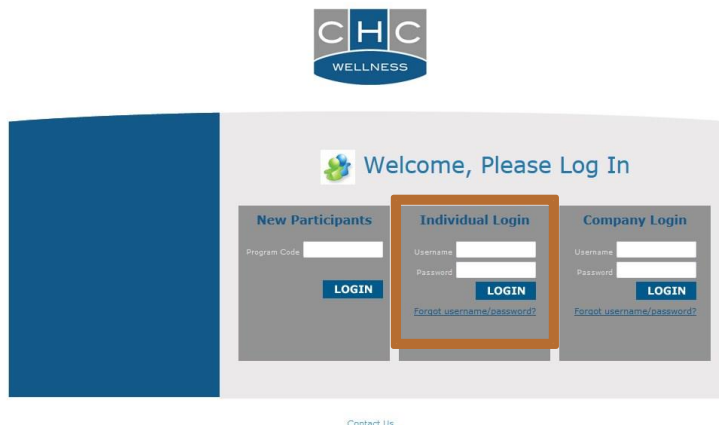 CHC
WELLNESS
Welcome, Please Log In
New Participants
Program Code
LOGIN
Individual Login
Username
Password
LOGIN
Forgot username/password?
Company Login
Username
Password
LOGIN
Forgot username/password?
Contact Us